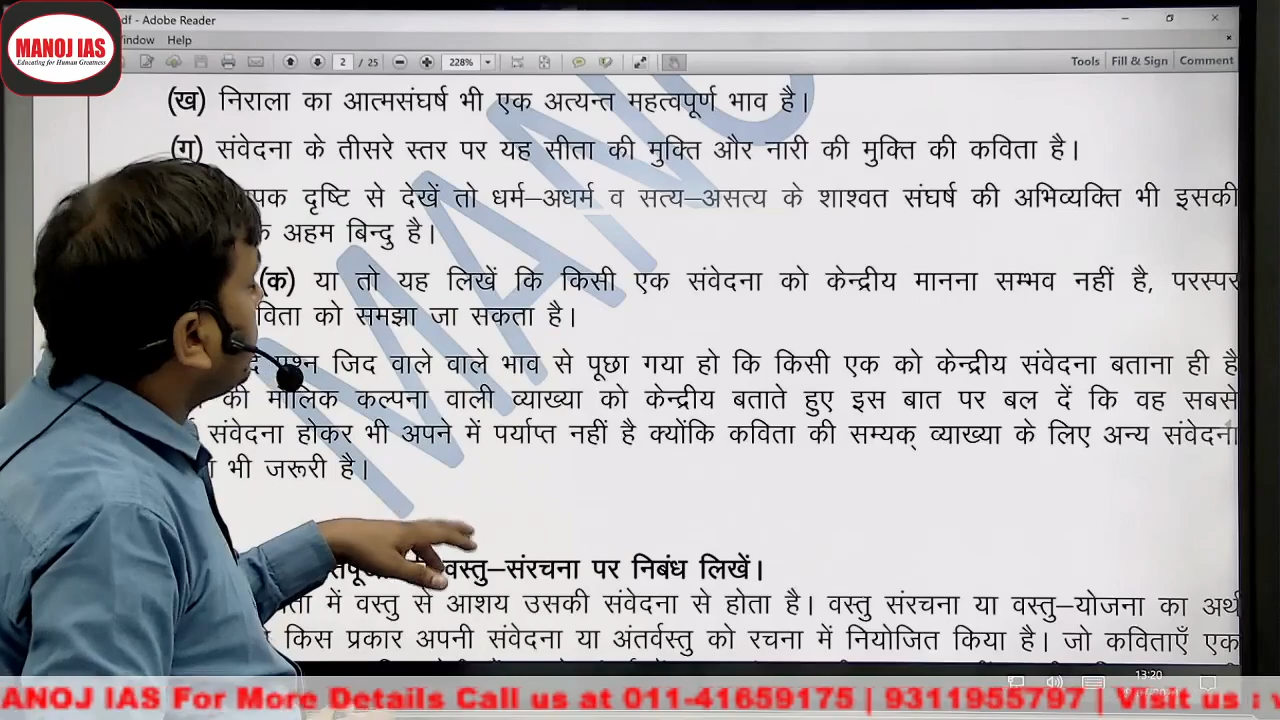 MANOJ IAS
Educating for Human Greatness
df - Adobe Reader
indow Help
2 / 25 228% Tools Fill & Sign Comment
(ख) निराला का आत्मसंघर्ष भी एक अत्यन्त महत्वपूर्ण भाव है।
(ग) संवेदना के तीसरे स्तर पर यह सीता की मुक्ति और नारी की मुक्ति की कविता है।
पक दृष्टि से देखें तो धर्म–अधर्म व सत्य–असत्य के शाश्वत संघर्ष की अभिव्यक्ति भी इसकी
अहम बिन्दु है।
(क) या तो यह लिखें कि किसी एक संवेदना को केन्द्रीय मानना सम्भव नहीं है, परस्पर
विता को समझा जा सकता है।
प्रश्न जिद वाले वाले भाव से पूछा गया हो कि किसी एक को केन्द्रीय संवेदना बताना ही है
की मौलिक कल्पना वाली व्याख्या को केन्द्रीय बताते हुए इस बात पर बल दें कि वह सबसे
संवेदना होकर भी अपने में पर्याप्त नहीं है क्योंकि कविता की सम्यक् व्याख्या के लिए अन्य संवेदना
भी जरूरी है।
वस्तु–संरचना पर निबंध लिखें।
में वस्तु से आशय उसकी संवेदना से होता है। वस्तु संरचना या वस्तु–योजना का अर्थ
किस प्रकार अपनी संवेदना या अंतर्वस्तु को रचना में नियोजित किया है। जो कविताएँ एक
13:20
ANOJ IAS For More Details Call us at 011-41659175 | 9311955797 | Visit us :